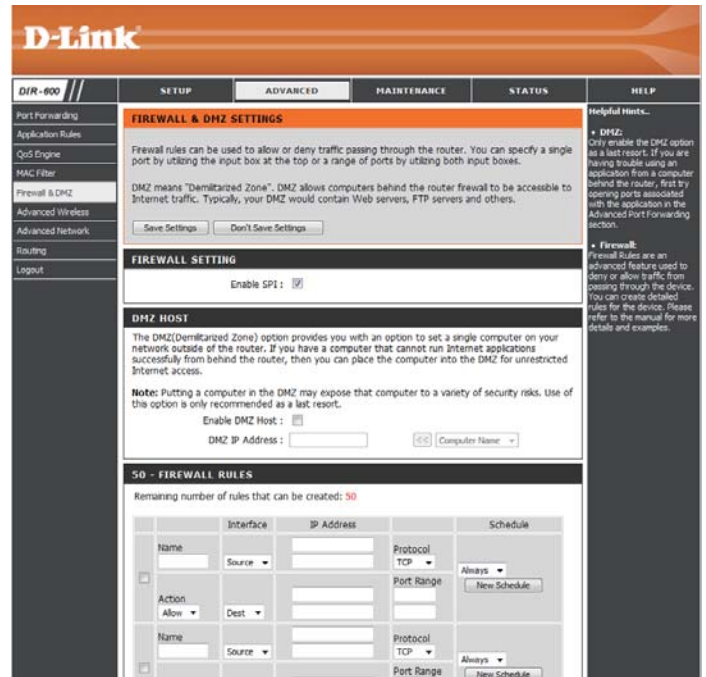 D-Link
DIR-600
SETUP
ADVANCED
MAINTENANCE
STATUS
HELP
Port Forwarding
Application Rules
QoS Engine
MAC Filter
Firewall & DMZ
Advanced Wireless
Advanced Network
Routing
Logout
FIREWALL & DMZ SETTINGS
Firewall rules can be used to allow or deny traffic passing through the router. You can specify a single
port by utilizing the input box at the top or a range of ports by utilizing both input boxes.
DMZ means "Demilitarized Zone". DMZ allows computers behind the router firewall to be accessible to
Internet traffic. Typically, your DMZ would contain Web servers, FTP servers and others.
Save Settings
Don't Save Settings
FIREWALL SETTING
Enable SPI :
DMZ HOST
The DMZ(Demilitarized Zone) option provides you with an option to set a single computer on your
network outside of the router. If you have a computer that cannot run Internet applications
successfully from behind the router, then you can place the computer into the DMZ for unrestricted
Internet access.
Note: Putting a computer in the DMZ may expose that computer to a variety of security risks. Use of
this option is only recommended as a last resort.
Enable DMZ Host :
DMZ IP Address :
<<
Computer Name
50 - FIREWALL RULES
Remaining number of rules that can be created: 50
Interface
IP Address
Schedule
Name
Source
Protocol
TCP
Always
New Schedule
Port Range
Action
Allow
Dest
Name
Source
Protocol
TCP
Always
New Schedule
Port Range
Helpful Hints..
• DMZ:
Only enable the DMZ option
as a last resort. If you are
having trouble using an
application from a computer
behind the router, first try
opening ports associated
with the application in the
Advanced Port Forwarding
section.
• Firewall:
Firewall Rules are an
advanced feature used to
deny or allow traffic from
passing through the device.
You can create detailed
rules for the device. Please
refer to the manual for more
details and examples.